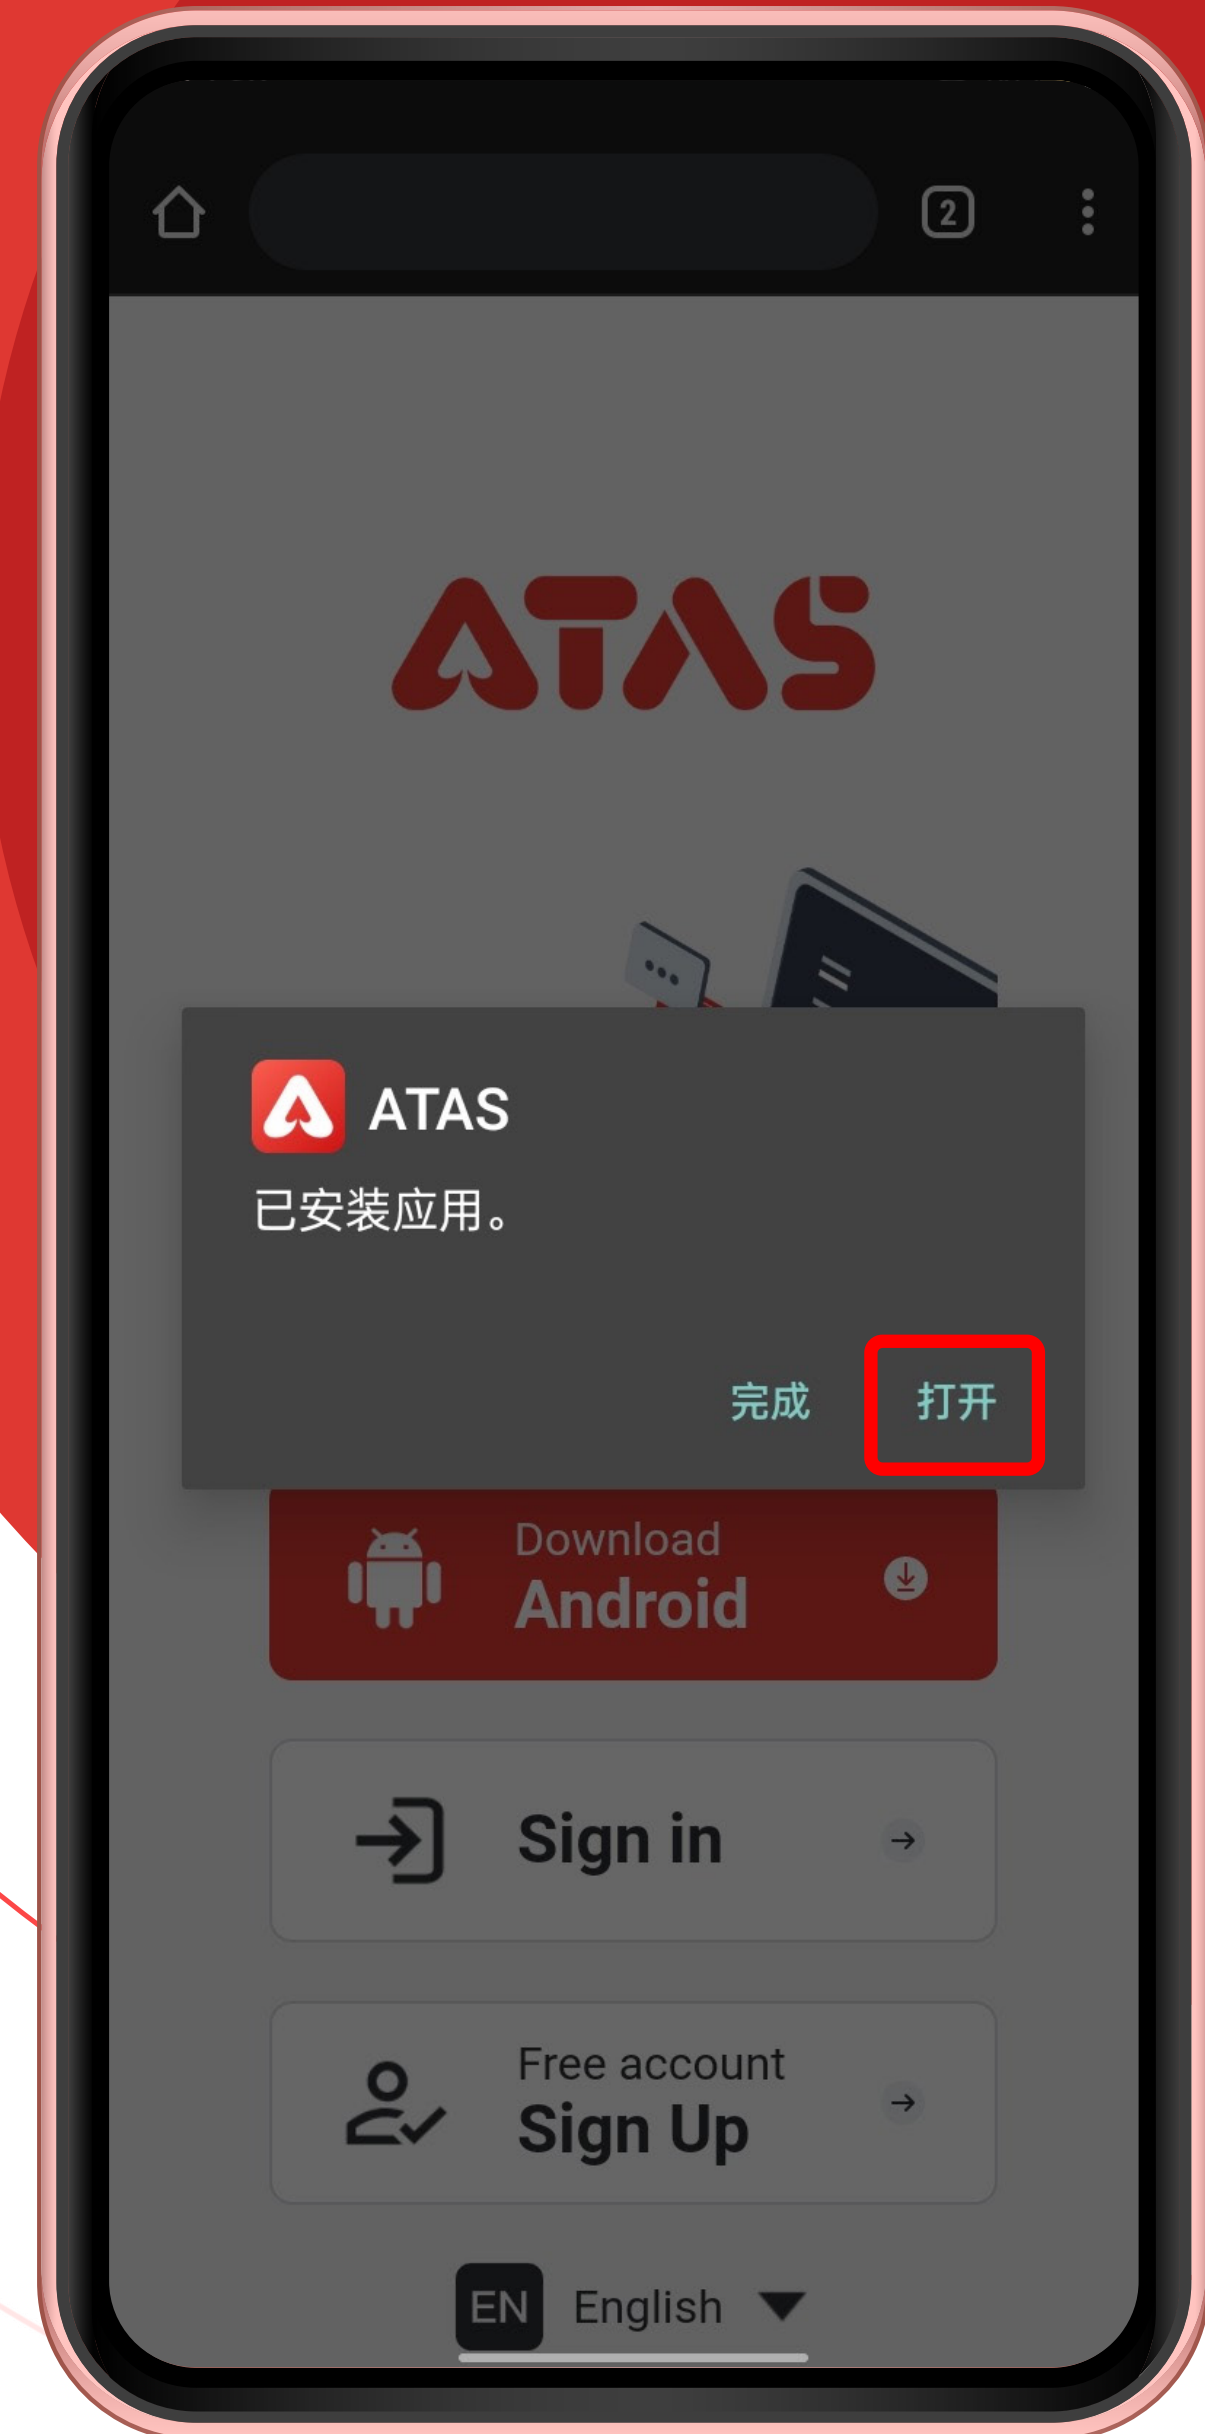 2
ATAS
ATAS
已安装应用。
完成 打开
Download
Android
Sign in
Free account
Sign Up
EN English